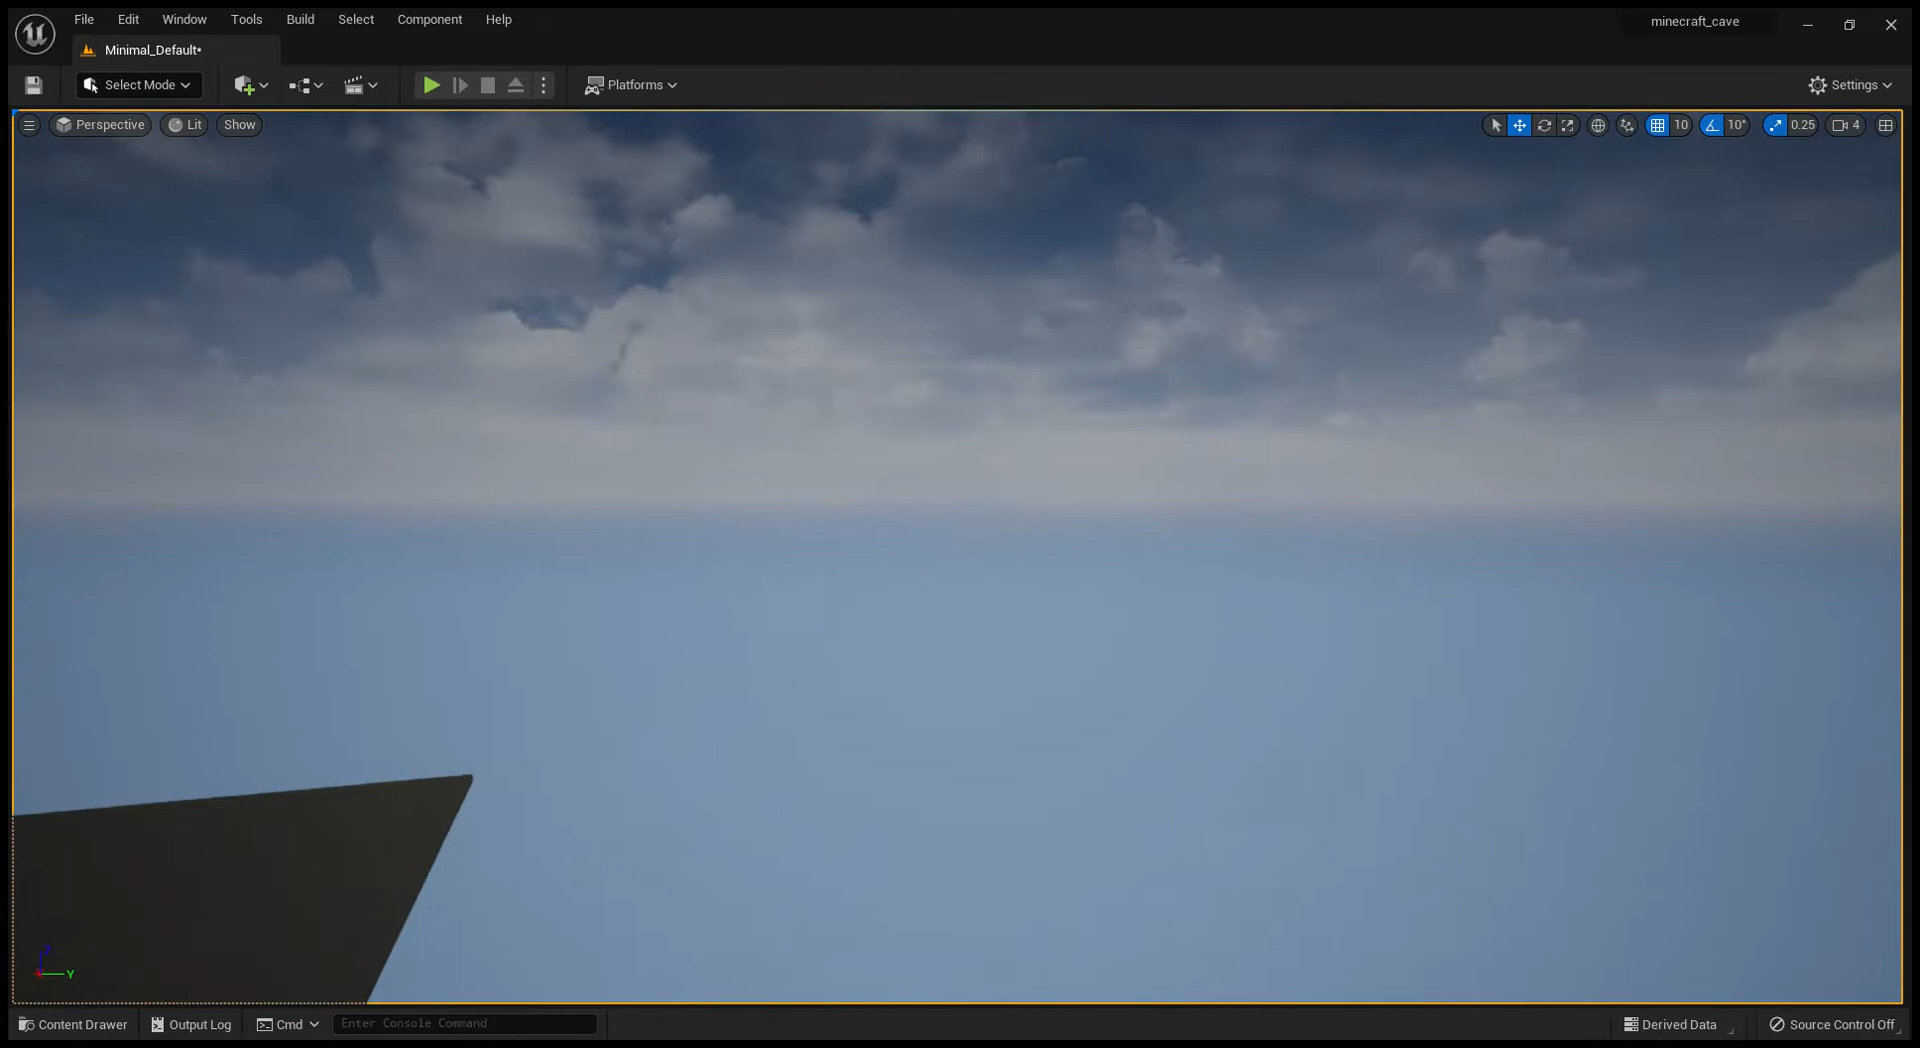 File Edit Window Tools Build Select Component Help
minecraft_cave
Minimal_Default*
Select Mode
Platforms
Settings
Perspective Lit Show
10 10° 0.25 4
Z
Y
Content Drawer Output Log Cmd Enter Console Command
Derived Data Source Control Off